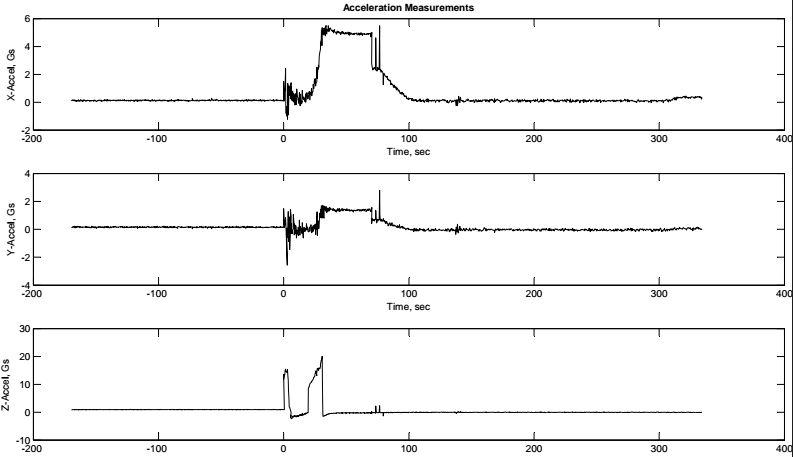 Acceleration Measurements
6
4
2
0
-2
X-Accel, Gs
-200 -100 0 100 200 300 400
Time, sec
4
2
0
-2
-4
Y-Accel, Gs
-200 -100 0 100 200 300 400
Time, sec
30
20
10
0
-10
Z-Accel, Gs
-200 -100 0 100 200 300 400